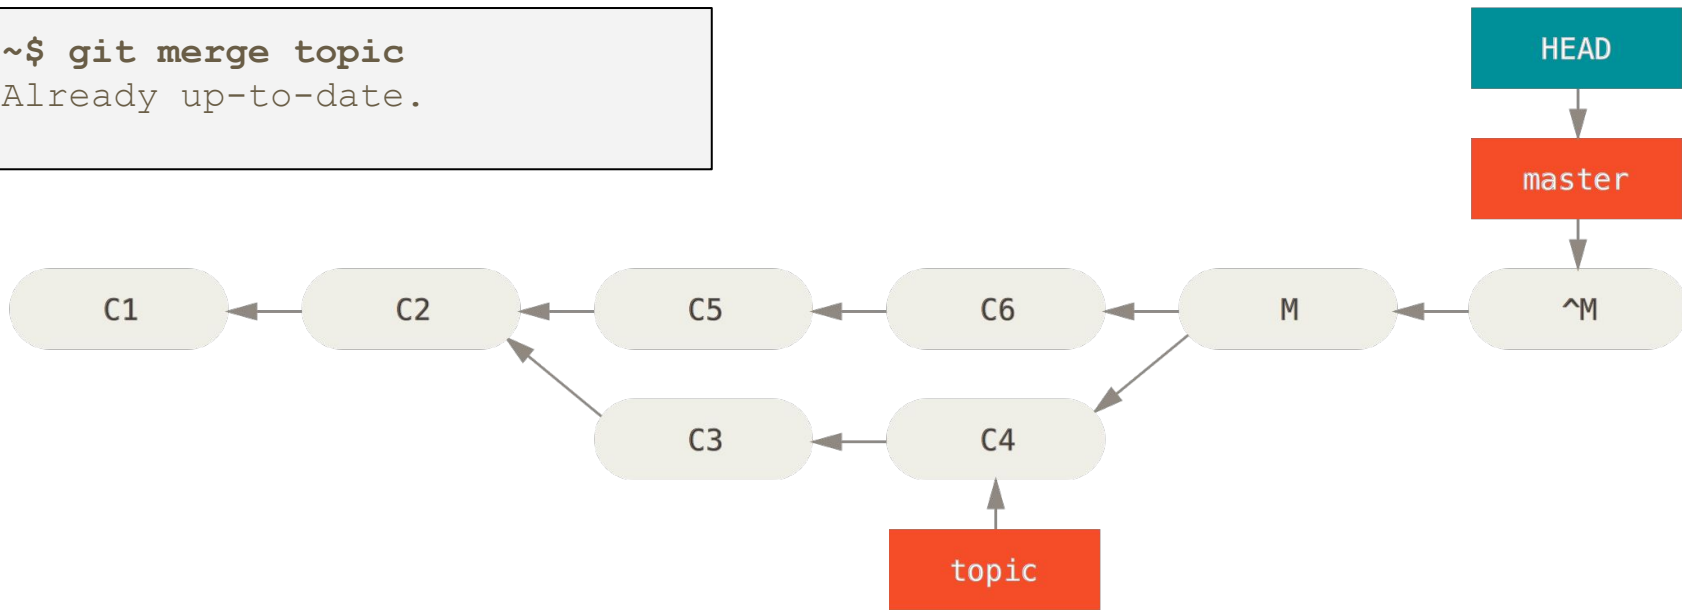 ~$ git merge topic
Already up-to-date.
HEAD
master
C1 C2 C5 C6 M ^M
C3 C4
topic